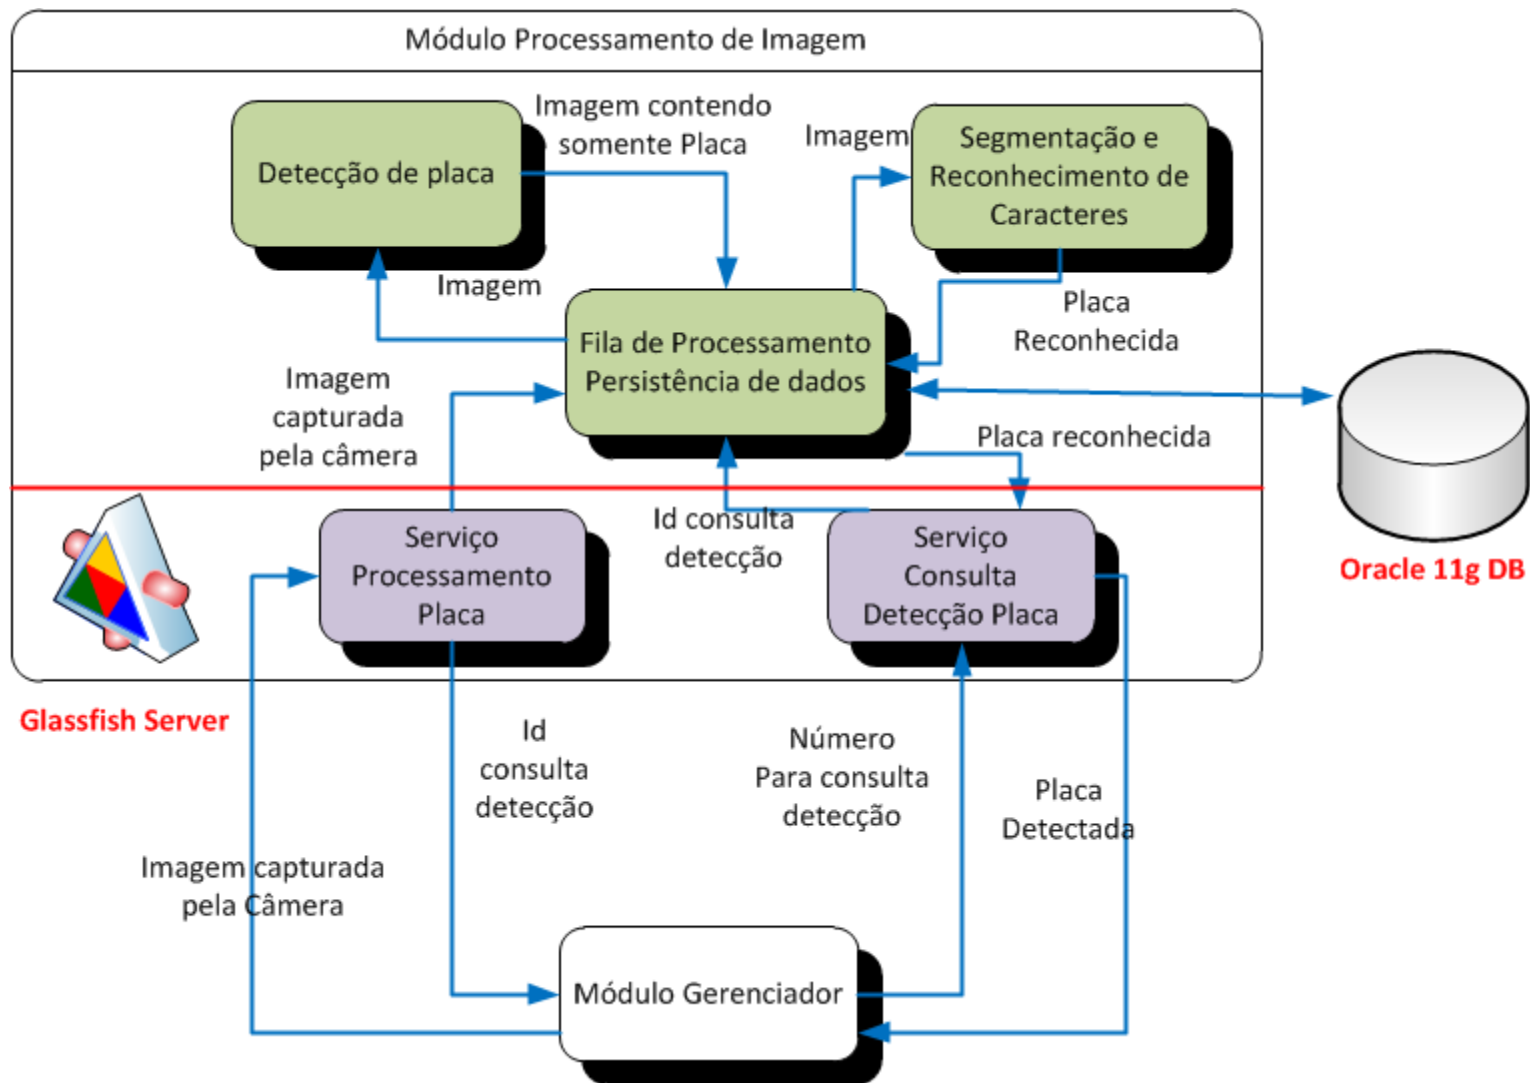 Módulo Processamento de Imagem
Imagem contendo
somente Placa
Detecção de placa
Imagem
Segmentação e
Reconhecimento de
Caracteres
Imagem
Placa
Reconhecida
Fila de Processamento
Persistência de dados
Imagem
capturada
pela câmera
Placa reconhecida
Id consulta
detecção
Serviço
Processamento
Placa
Serviço
Consulta
Detecção Placa
Oracle 11g DB
Glassfish Server
Id
consulta
detecção
Número
Para consulta
detecção
Placa
Detectada
Imagem capturada
pela Câmera
Módulo Gerenciador